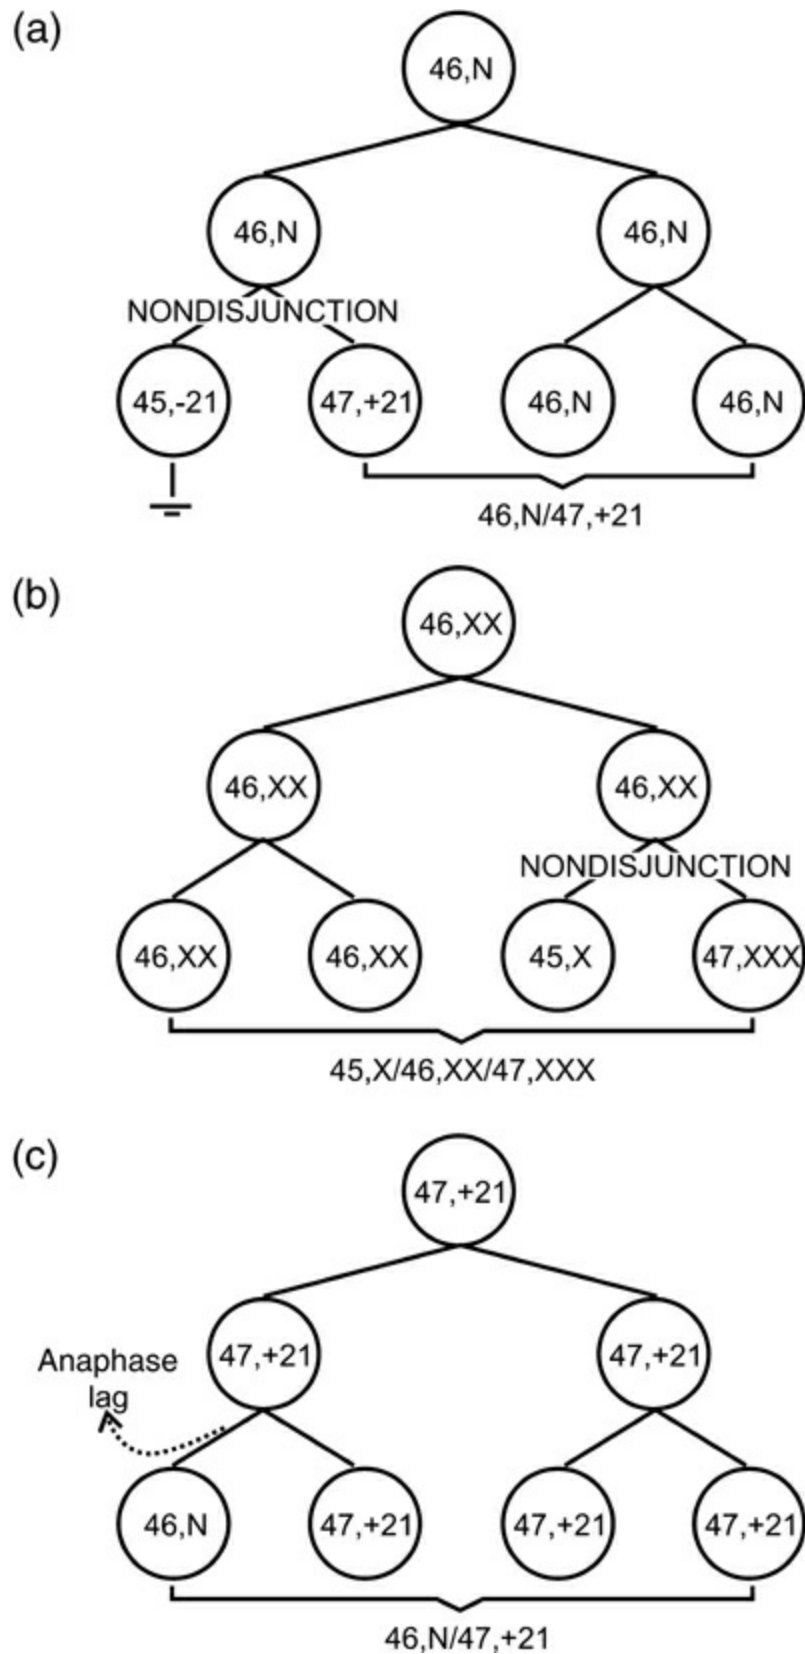 (a)
46,N
46,N
46,N
NONDISJUNCTION
45,-21
47,+21
46,N
46,N
46,N/47,+21
(b)
46,XX
46,XX
46,XX
NONDISJUNCTION
46,XX
46,XX
45,X
47,XXX
45,X/46,XX/47,XXX
(c)
47,+21
47,+21
47,+21
Anaphase
lag
46,N
47,+21
47,+21
47,+21
46,N/47,+21